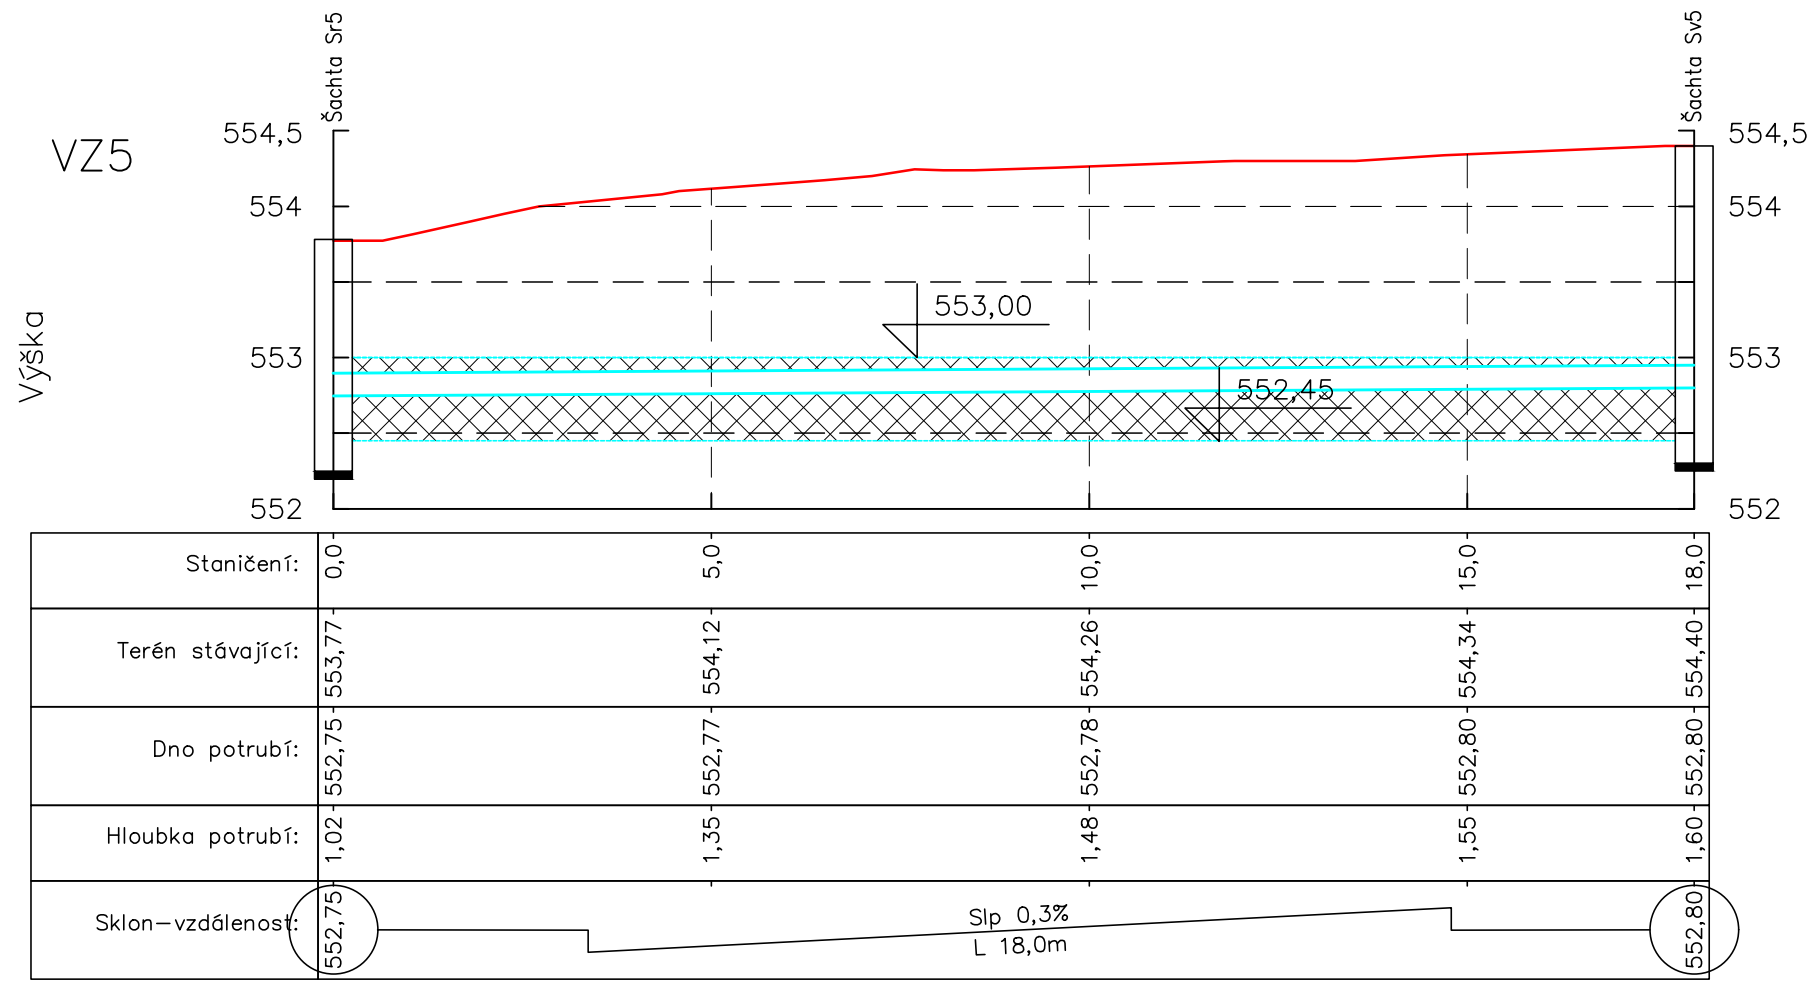 Šachta Sr5
Šachta Sv5
VZ5
554,5
554,5
554
554
Výška
553,00
553
553
552,45
552
552
Staničení: 0,0 5,0 10,0 15,0 18,0
Terén stávající: 553,77 554,12 554,26 554,34 554,40
Dno potrubí: 552,75 552,77 552,78 552,80 552,80
Hloubka potrubí: 1,02 1,35 1,48 1,55 1,60
Sklon-vzdálenost: 552,75 Slp 0,3% 552,80
L 18,0m